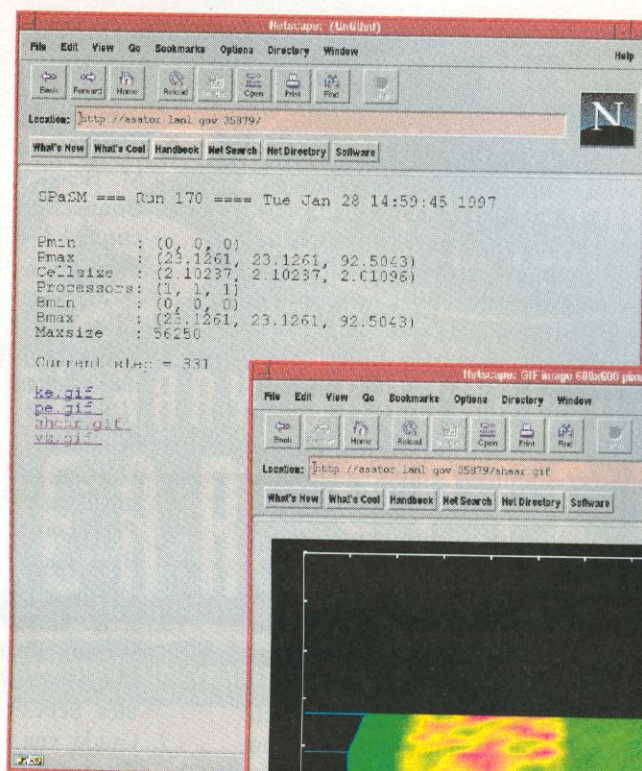 Netscape: (Untitled)
File Edit View Go Bookmarks Options Directory Window Help
Back Forward Home Reload Open Print Find
Location: http://asator.lanl.gov:35879/
N
What's New What's Cool Handbook Net Search Net Directory Software
SPaSM === Run 170 ==== Tue Jan 28 14:59:45 1997
Pmin : (0, 0, 0)
Pmax : (23.1261, 23.1261, 92.5043)
Cellsize : (2.10237, 2.10237, 2.01096)
Processors: (1, 1, 1)
Bmin : (0, 0, 0)
Bmax : (23.1261, 23.1261, 92.5043)
Maxsize : 56250
Current step = 331
ke.gif
pe.gif
shear.gif
vz.gif
Netscape: GIF image 600x600 pixe
File Edit View Go Bookmarks Options Directory Window
Back Home Reload Open Print Find
Location: http://asator.lanl.gov:35879/shear.gif
What's New What's Cool Handbook Net Search Net Directory Software